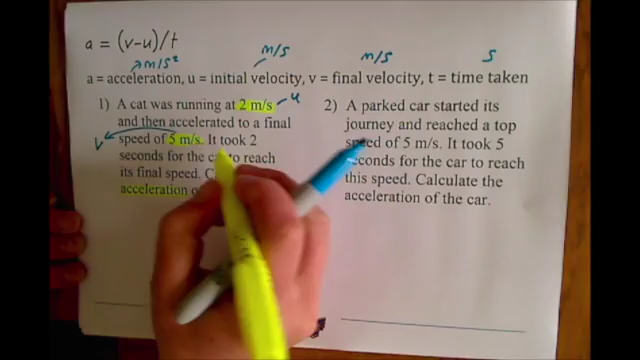 a = (v-u)/t
m/s² m/s m/s s
a = acceleration, u = initial velocity, v = final velocity, t = time taken
1) A cat was running at 2 m/s u
and then accelerated to a final
v speed of 5 m/s. It took 2
seconds for the to reach
its final speed.
acceleration
2) A parked car started its
journey and reached a top
speed of 5 m/s. It took 5
seconds for the car to reach
this speed. Calculate the
acceleration of the car.